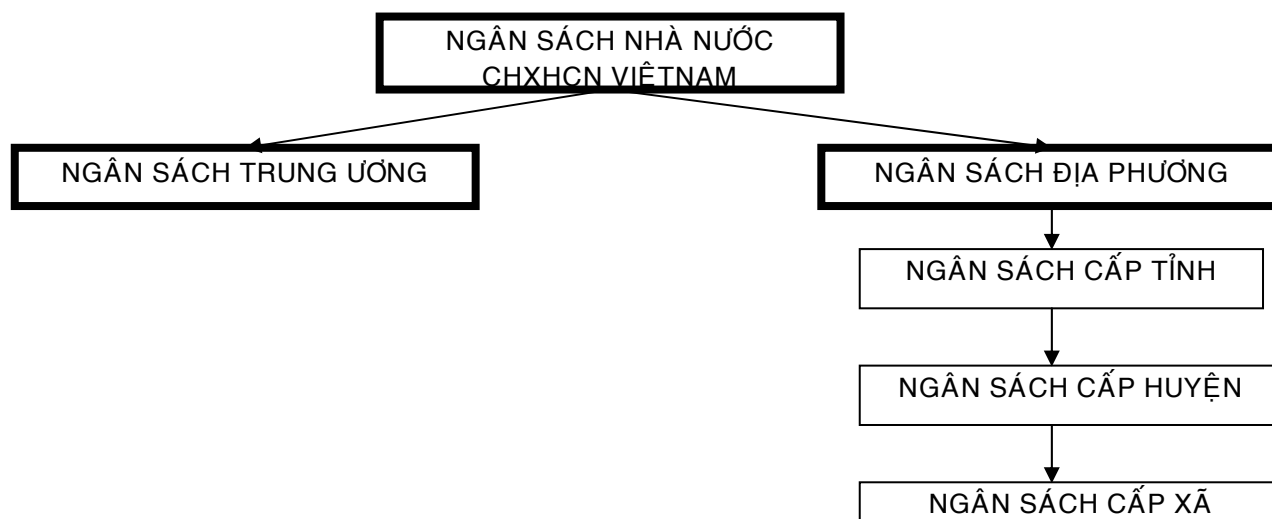 NGÂN SÁCH NHÀ NƯỚC
CHXHCN VIỆTNAM
NGÂN SÁCH TRUNG ƯƠNG
NGÂN SÁCH ĐỊA PHƯƠNG
NGÂN SÁCH CẤP TỈNH
NGÂN SÁCH CẤP HUYỆN
NGÂN SÁCH CẤP XÃ